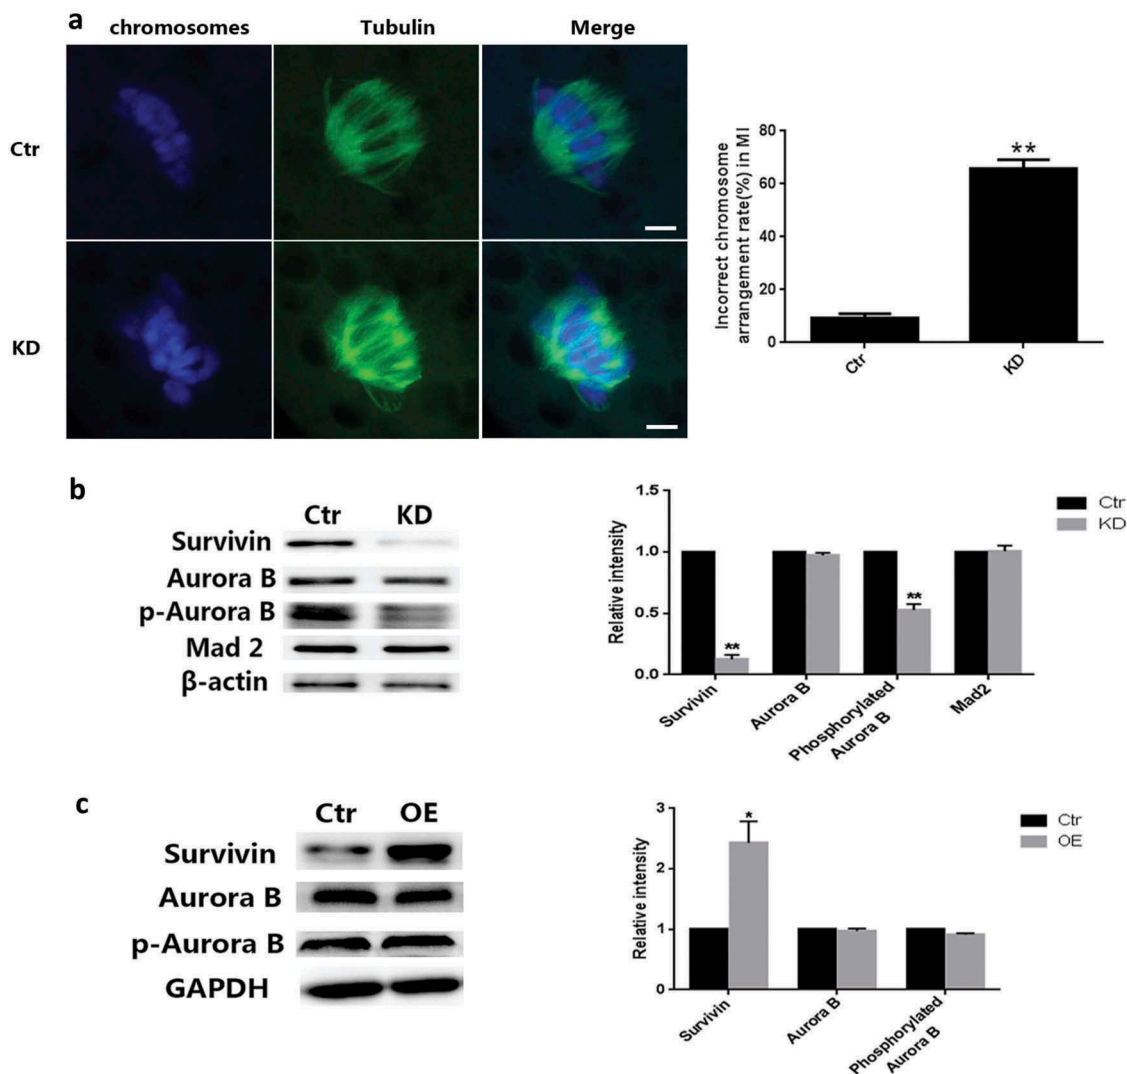 a
chromosomes Tubulin Merge
Ctr
KD
Incorrect chromosome
arrangement rate(%) in MI
80
60
40
20
0
**
Ctr KD
b
Ctr KD
Survivin
Aurora B
p-Aurora B
Mad 2
β-actin
Relative intensity
1.5
1.0
0.5
0.0
** **
Ctr
KD
Survivin
Aurora B
Phosphorylated
Aurora B
Mad2
c
Ctr OE
Survivin
Aurora B
p-Aurora B
GAPDH
Relative intensity
3
2
1
0
*
Ctr
OE
Survivin
Aurora B
Phosphorylated
Aurora B